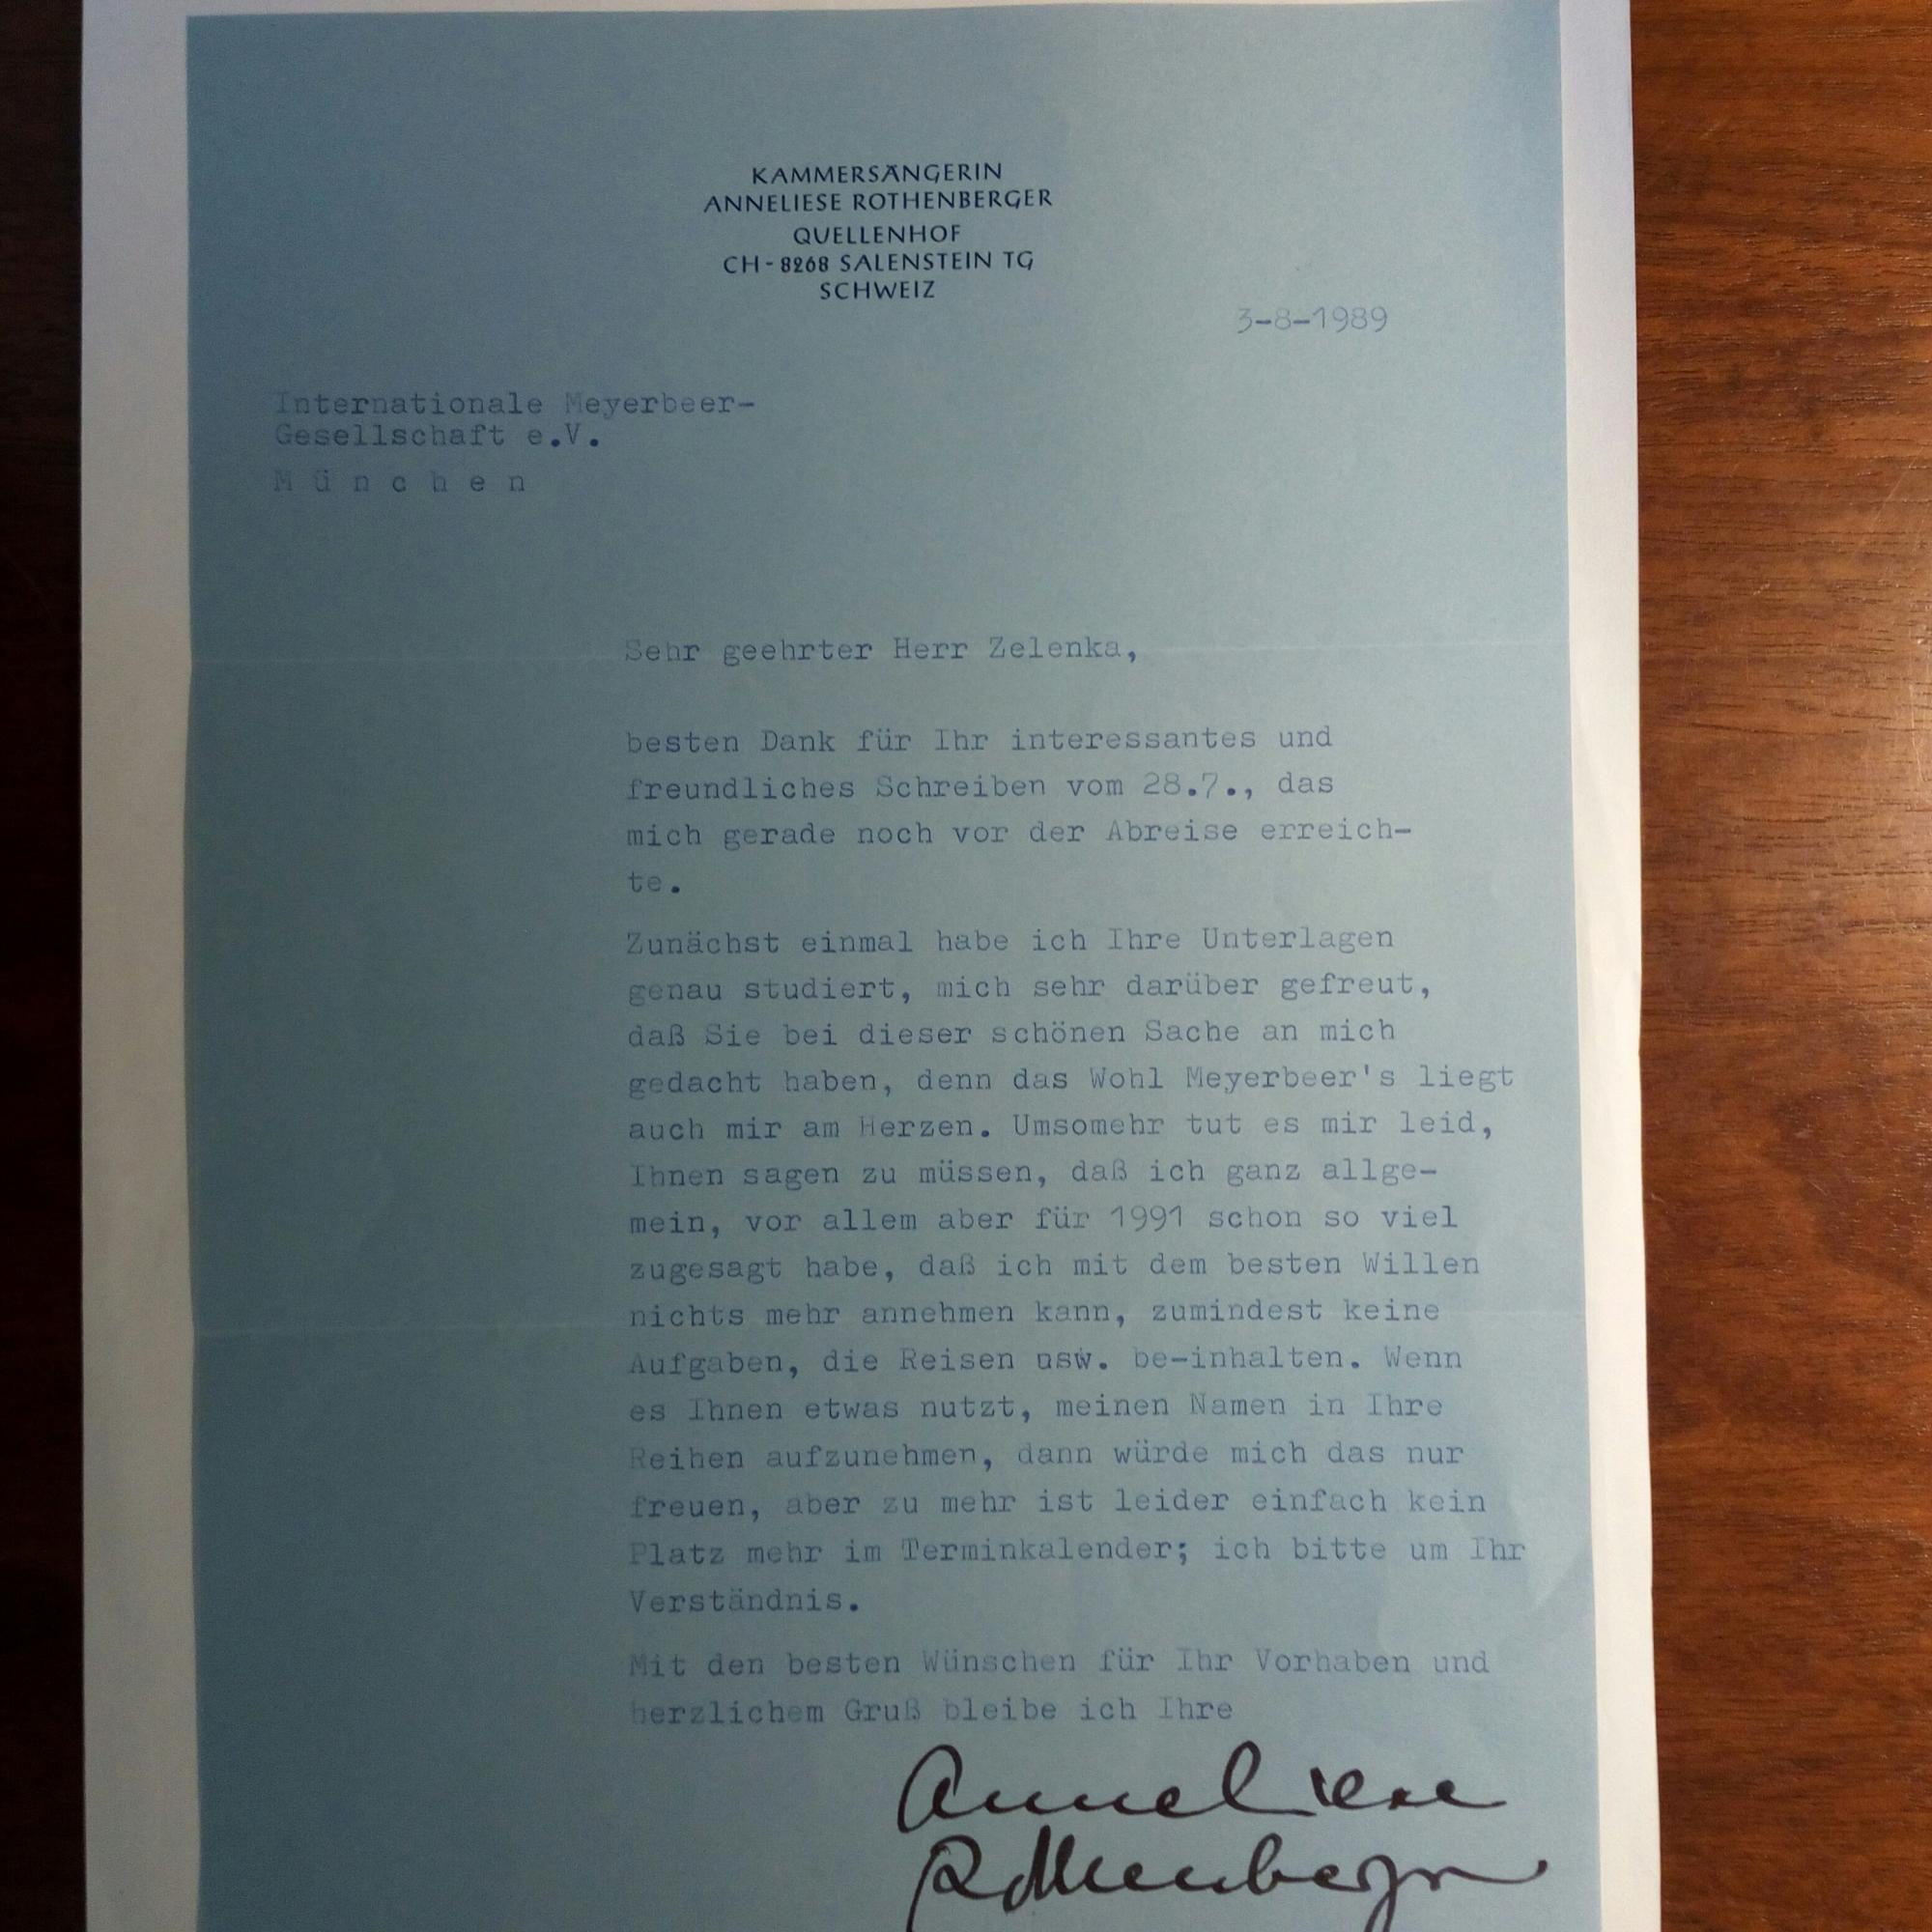 KAMMERSÄNGERIN
ANNELIESE ROTHENBERGER
QUELLENHOF
CH-8268 SALENSTEIN TG
SCHWEIZ
3-8-1989
Internationale Meyerbeer-
Gesellschaft e.V.
M ü n c h e n
Sehr geehrter Herr Zelenka,
besten Dank für Ihr interessantes und
freundliches Schreiben vom 28.7., das
mich gerade noch vor der Abreise erreich-
te.
Zunächst einmal habe ich Ihre Unterlagen
genau studiert, mich sehr darüber gefreut,
daß Sie bei dieser schönen Sache an mich
gedacht haben, denn das Wohl Meyerbeer's liegt
auch mir am Herzen. Umsomehr tut es mir leid,
Ihnen sagen zu müssen, daß ich ganz allge-
mein, vor allem aber für 1991 schon so viel
zugesagt habe, daß ich mit dem besten Willen
nichts mehr annehmen kann, zumindest keine
Aufgaben, die Reisen usw. be-inhalten. Wenn
es Ihnen etwas nutzt, meinen Namen in Ihre
Reihen aufzunehmen, dann würde mich das nur
freuen, aber zu mehr ist leider einfach kein
Platz mehr im Terminkalender; ich bitte um Ihr
Verständnis.
Mit den besten Wünschen für Ihr Vorhaben und
herzlichem Gruß bleibe ich Ihre
Anneliese
Rothenberger